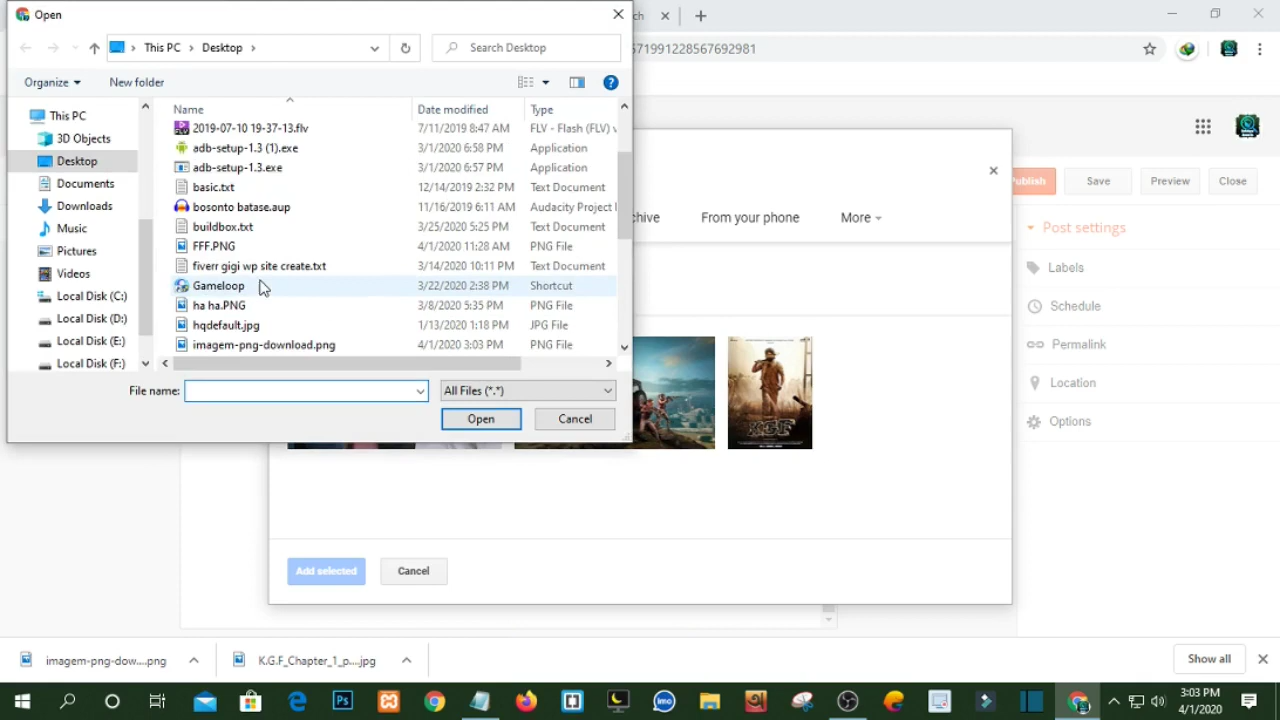 Open
ch
This PC
Desktop
Search Desktop
571991228567692981
Organize
New folder
Name
Date modified
Type
This PC
3D Objects
Desktop
Documents
Downloads
Music
Pictures
Videos
Local Disk (C:)
Local Disk (D:)
Local Disk (E:)
Local Disk (F:)
2019-07-10 19-37-13.flv 7/11/2019 8:47 AM FLV - Flash (FLV) v
adb-setup-1.3 (1).exe 3/1/2020 6:58 PM Application
adb-setup-1.3.exe 3/1/2020 6:57 PM Application
basic.txt 12/14/2019 2:32 PM Text Document
bosonto batase.aup 11/16/2019 6:11 AM Audacity Project I
buildbox.txt 3/25/2020 5:25 PM Text Document
FFF.PNG 4/1/2020 11:28 AM PNG File
fiverr gigi wp site create.txt 3/14/2020 10:11 PM Text Document
Gameloop 3/22/2020 2:38 PM Shortcut
ha ha.PNG 3/8/2020 5:35 PM PNG File
hqdefault.jpg 1/13/2020 1:18 PM JPG File
imagem-png-download.png 4/1/2020 3:03 PM PNG File
File name:
All Files (*.*)
Open
Cancel
Publish
Save
Preview
Close
chive
From your phone
More
Post settings
Labels
Schedule
Permalink
Location
Options
K.G.F
Add selected
Cancel
imagem-png-dow....png
K.G.F_Chapter_1_p....jpg
Show all
Ps
imo
3:03 PM
4/1/2020